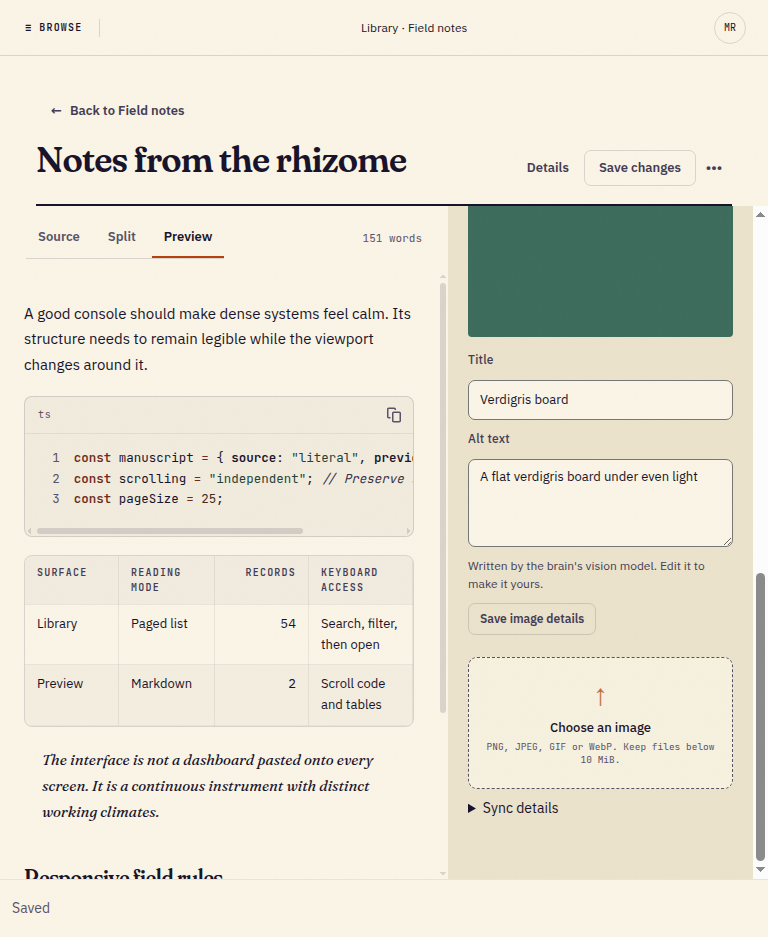 ≡ BROWSE
Library · Field notes
MR
← Back to Field notes
Notes from the rhizome
Details
Save changes
•••
Source
Split
Preview
151 words
A good console should make dense systems feel calm. Its
structure needs to remain legible while the viewport
changes around it.
ts
1 const manuscript = { source: "literal", previ
2 const scrolling = "independent"; // Preserve
3 const pageSize = 25;
SURFACE
READING
MODE
RECORDS
KEYBOARD
ACCESS
Library
Paged list
54
Search, filter,
then open
Preview
Markdown
2
Scroll code
and tables
The interface is not a dashboard pasted onto every
screen. It is a continuous instrument with distinct
working climates.
Responsive field rules
Title
Verdigris board
Alt text
A flat verdigris board under even light
Written by the brain's vision model. Edit it to
make it yours.
Save image details
↑
Choose an image
PNG, JPEG, GIF or WebP. Keep files below
10 MiB.
▶ Sync details
Saved